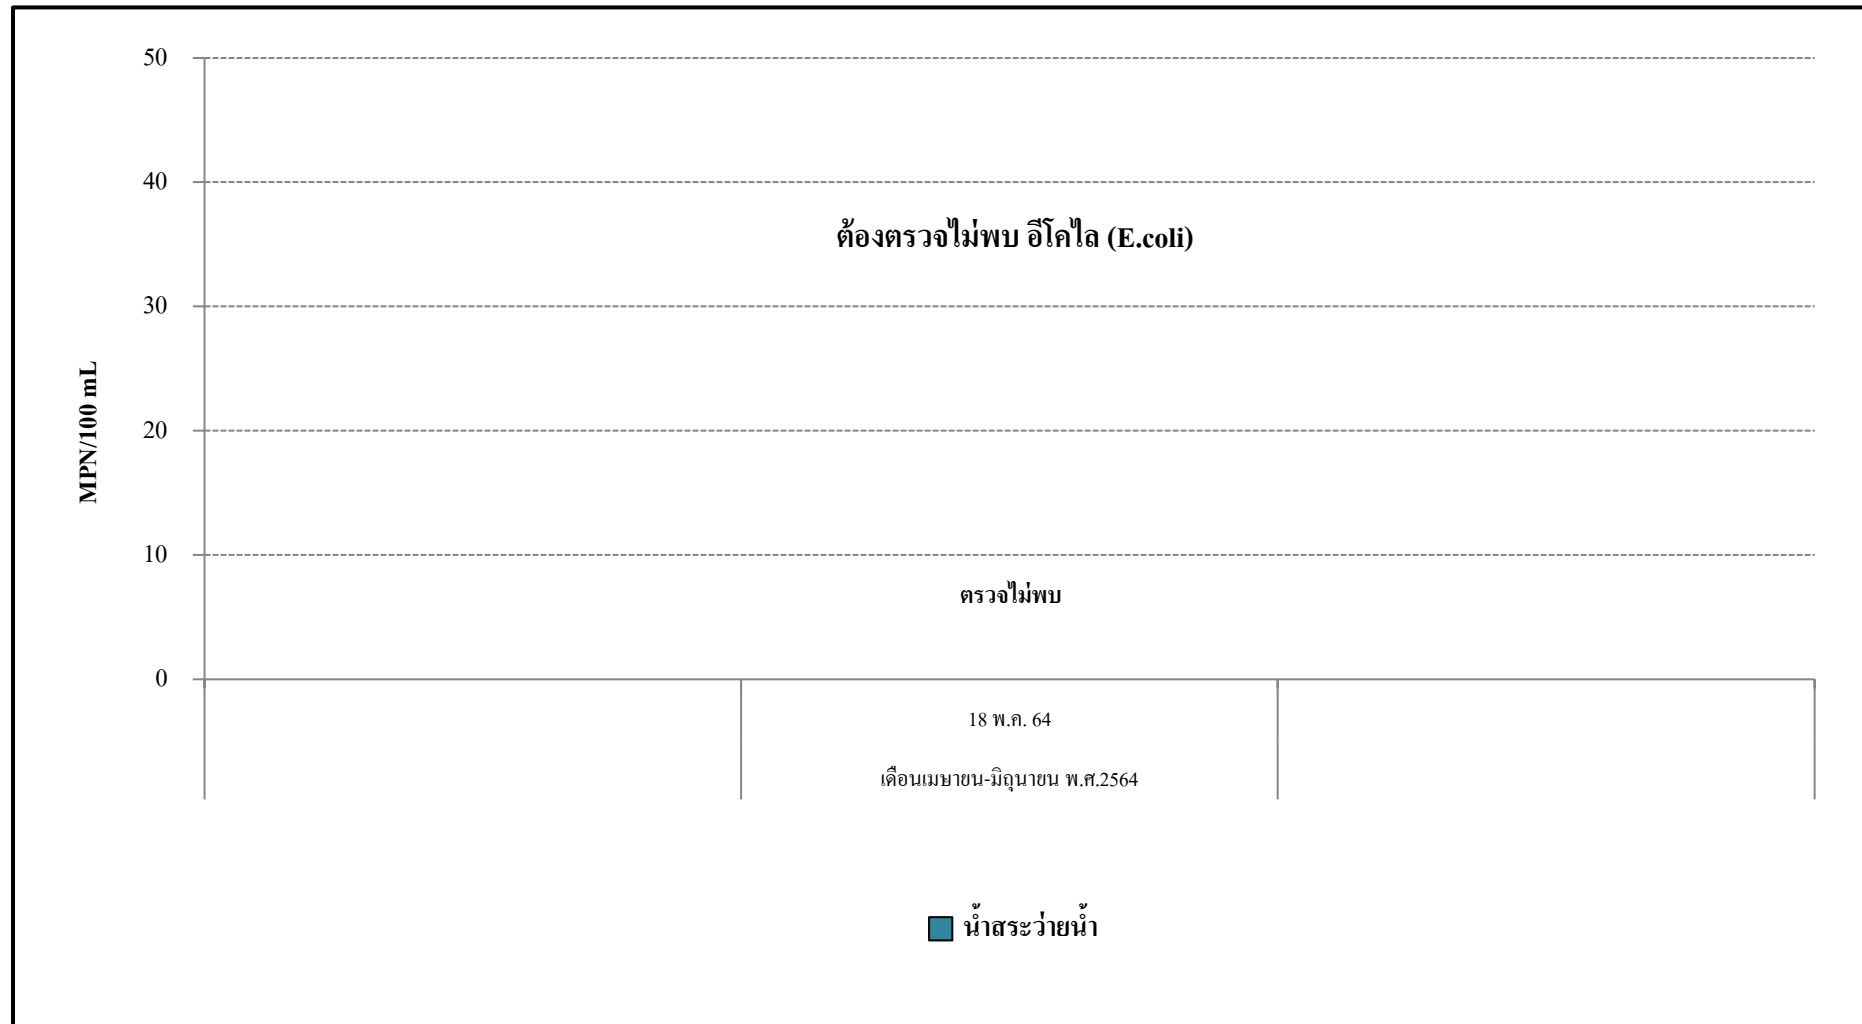 50
40
ต้องตรวจไม่พบ อีโคไล (E.coli)
30
MPN/100 mL
20
10
ตรวจไม่พบ
0
18 พ.ค. 64
เดือนเมษายน-มิถุนายน พ.ศ.2564
น้ำสระว่ายน้ำ